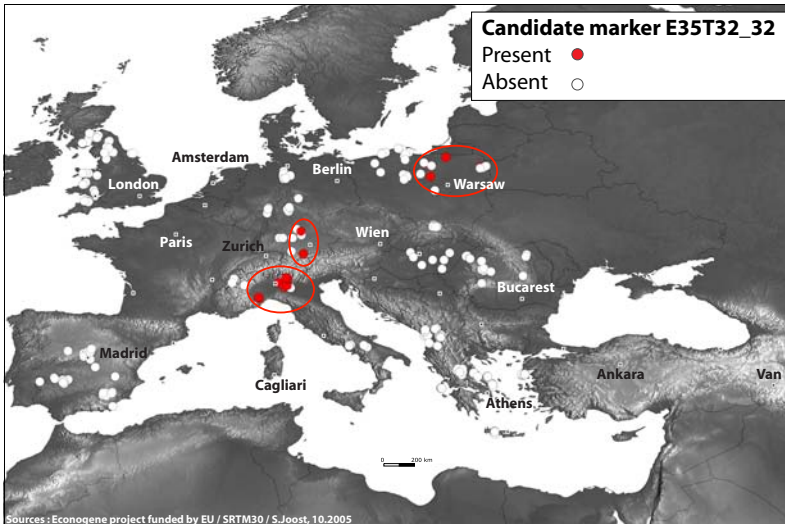 Candidate marker E35T32_32
Present
Absent
Amsterdam
Berlin
London
Warsaw
Paris
Zurich
Wien
Bucarest
Madrid
Cagliari
Athens
Ankara
Van
0 200 km
Sources : Econogene project funded by EU / SRTM30 / S.Joost, 10.2005